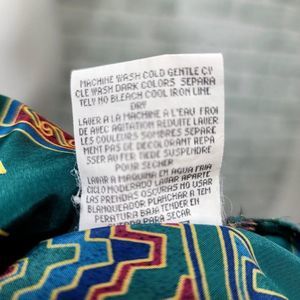 MACHINE WASH COLD GENTLE CY
CLE WASH DARK COLORS SEPARA
TELY NO BLEACH COOL IRON LINE
DRY
LAVER A LA MACHINE A L'EAU FROI
DE AVEC AGITATION REDUITE LAVER
LES COULEURS SOMBRES SEPARE
MENT PAS DE DECOLORANT REPA
SSER AU FER TIEDE SUSPENDRE
POUR SECHER
LAVAR A MAQUINA EM AGUA FRIA
CICLO MODERADO LAVAR APARTE
LAS PRENDAS OSCURAS NO USAR
BLANQUEADOR PLANCHAR A TEM
PERATURA BAJA TENDER EN
PARA SECAR